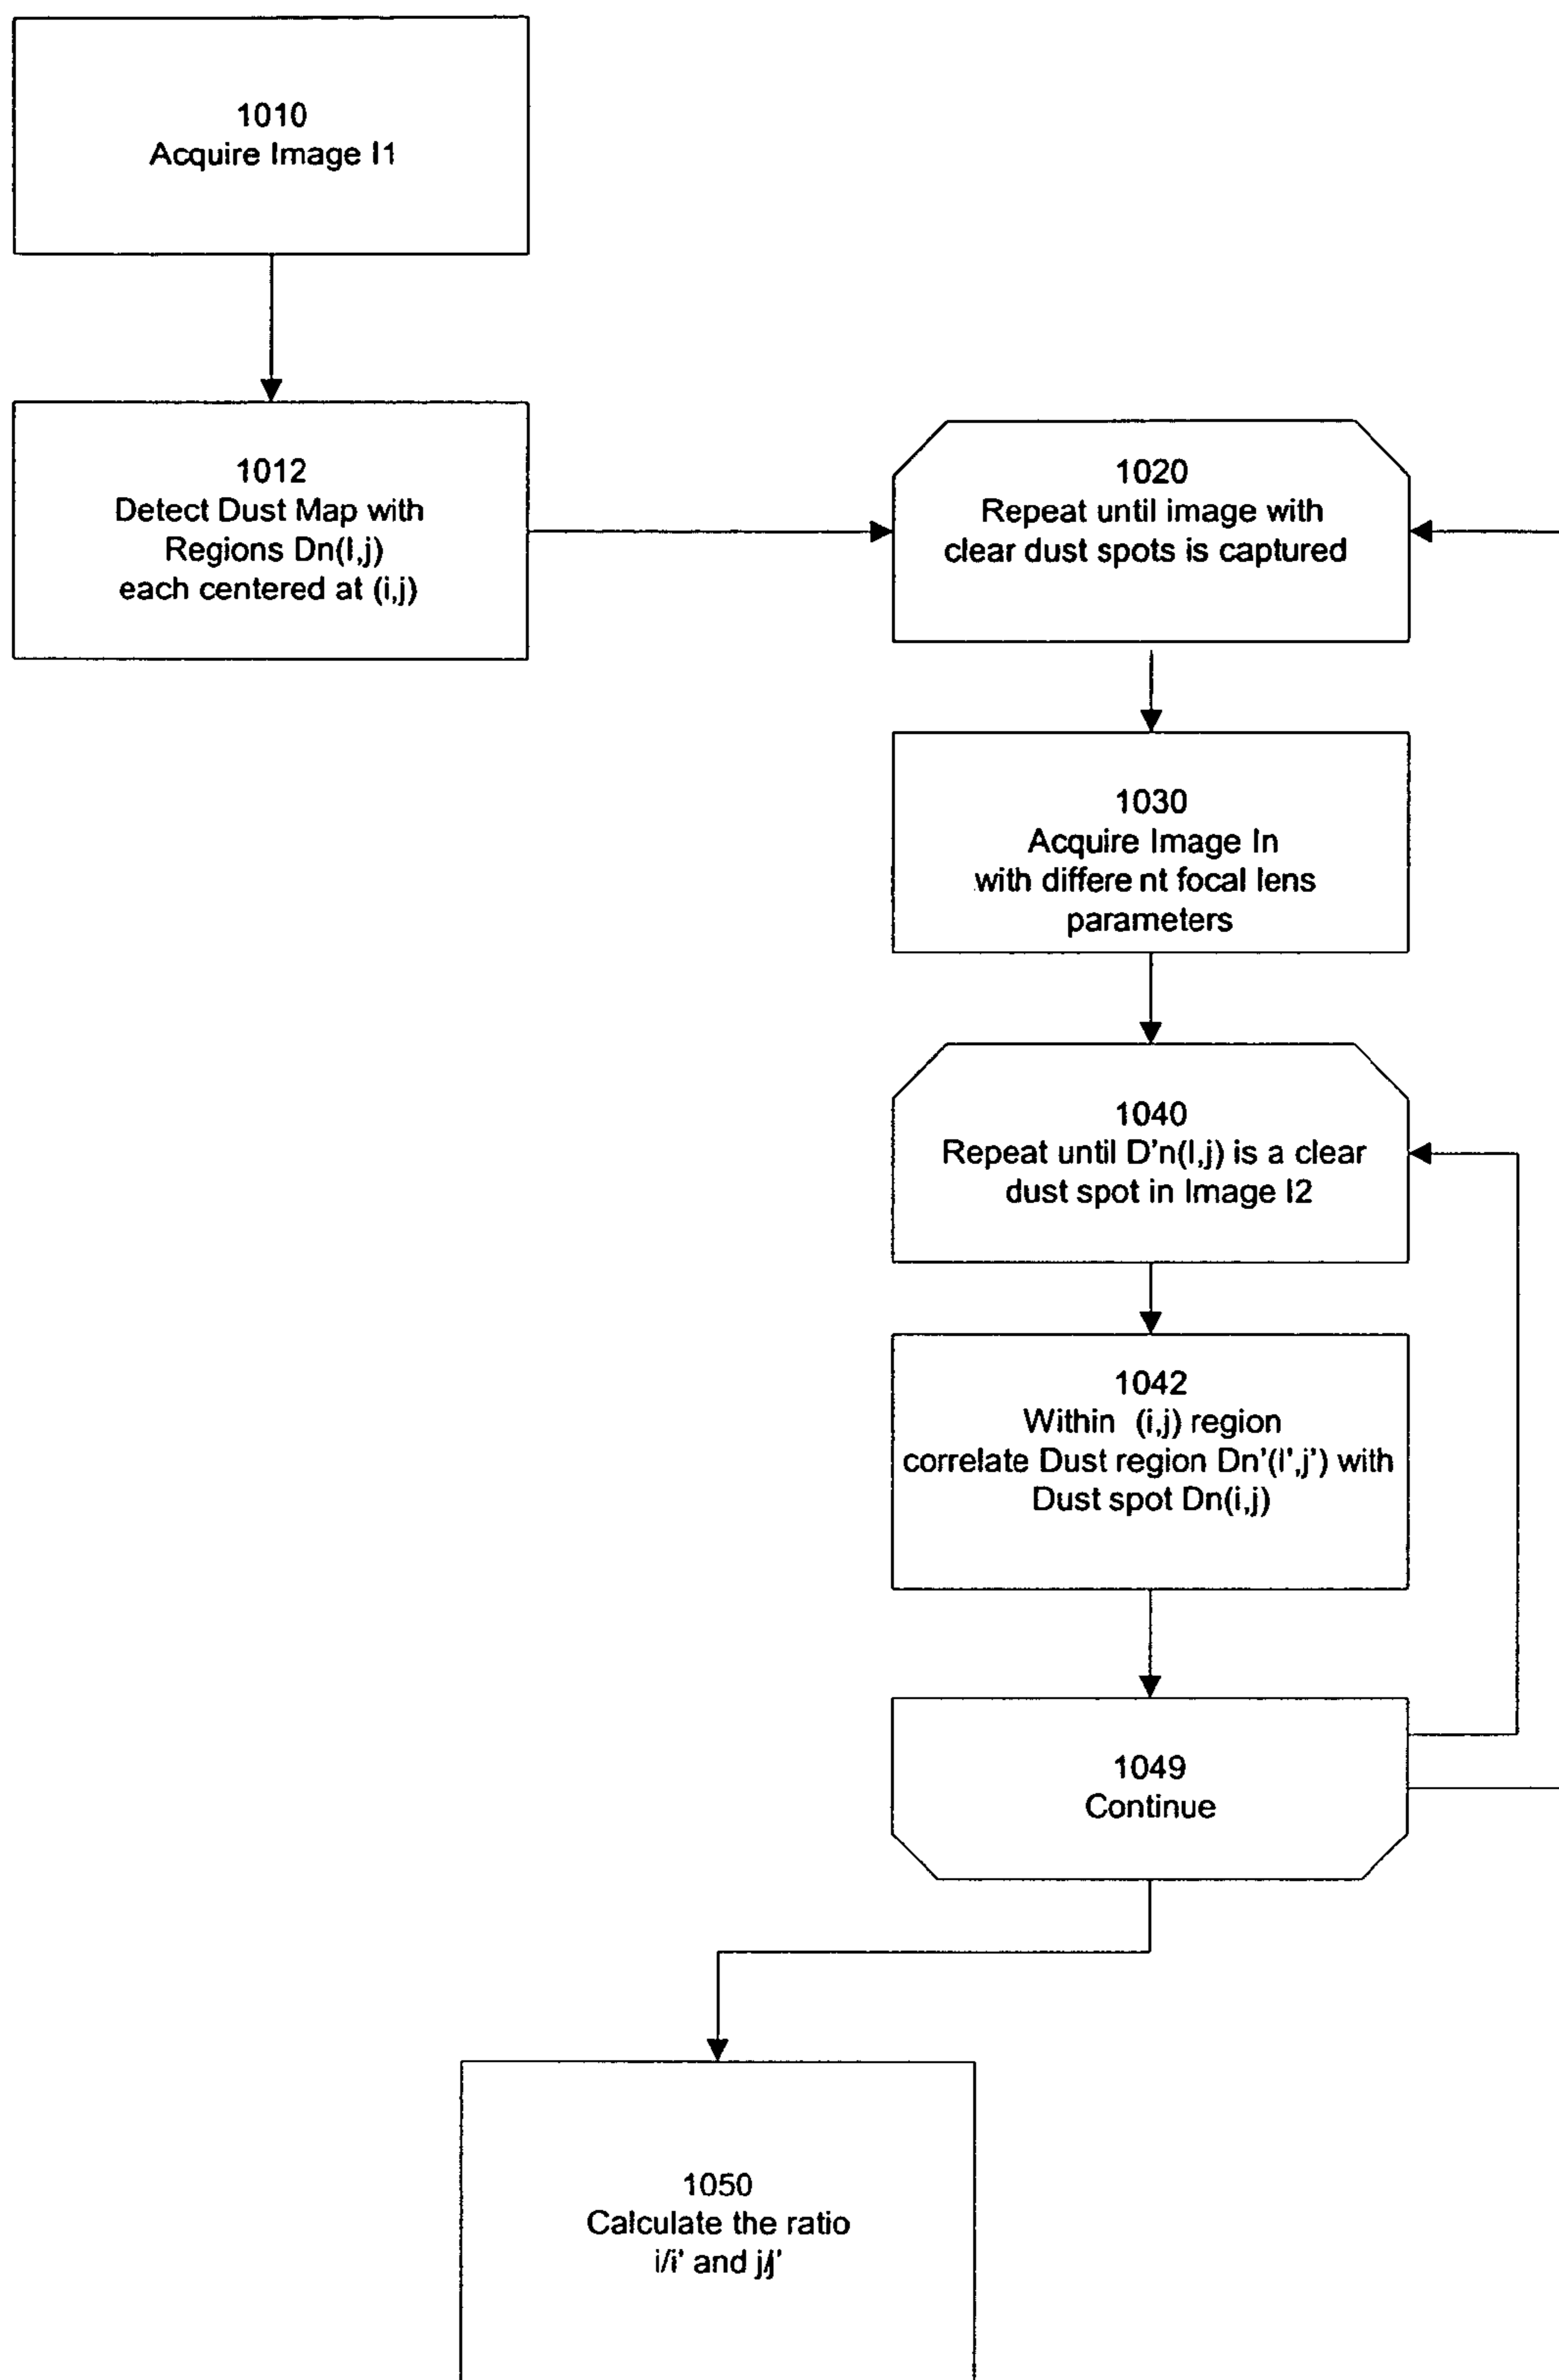 1010
Acquire Image I1
1012
Detect Dust Map with
Regions Dn(I,j)
each centered at (i,j)
1020
Repeat until image with
clear dust spots is captured
1030
Acquire Image In
with differe nt focal lens
parameters
1040
Repeat until D'n(I,j) is a clear
dust spot in Image I2
1042
Within (i,j) region
correlate Dust region Dn'(I',j') with
Dust spot Dn(i,j)
1049
Continue
1050
Calculate the ratio
i/i' and j/j'